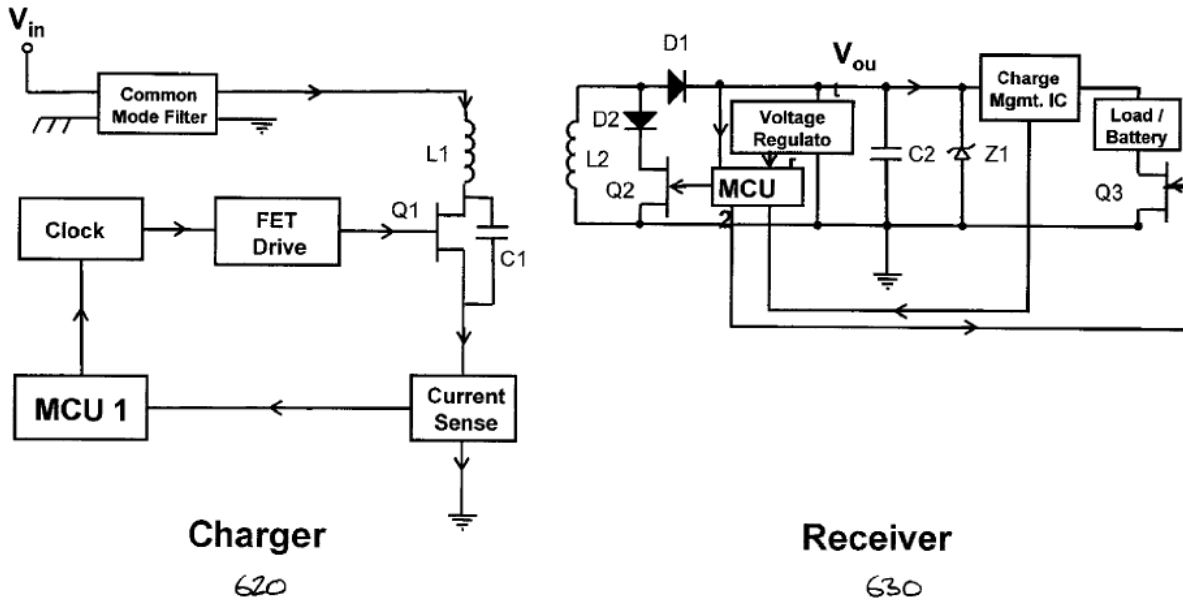 Vin
Common
Mode Filter
L1
Q1
C1
Clock
FET
Drive
MCU 1
Current
Sense
Charger
620
D1
Vou
t
D2
Voltage
Regulato
r
L2
Q2
MCU
2
C2
Z1
Charge
Mgmt. IC
Load /
Battery
Q3
Receiver
630